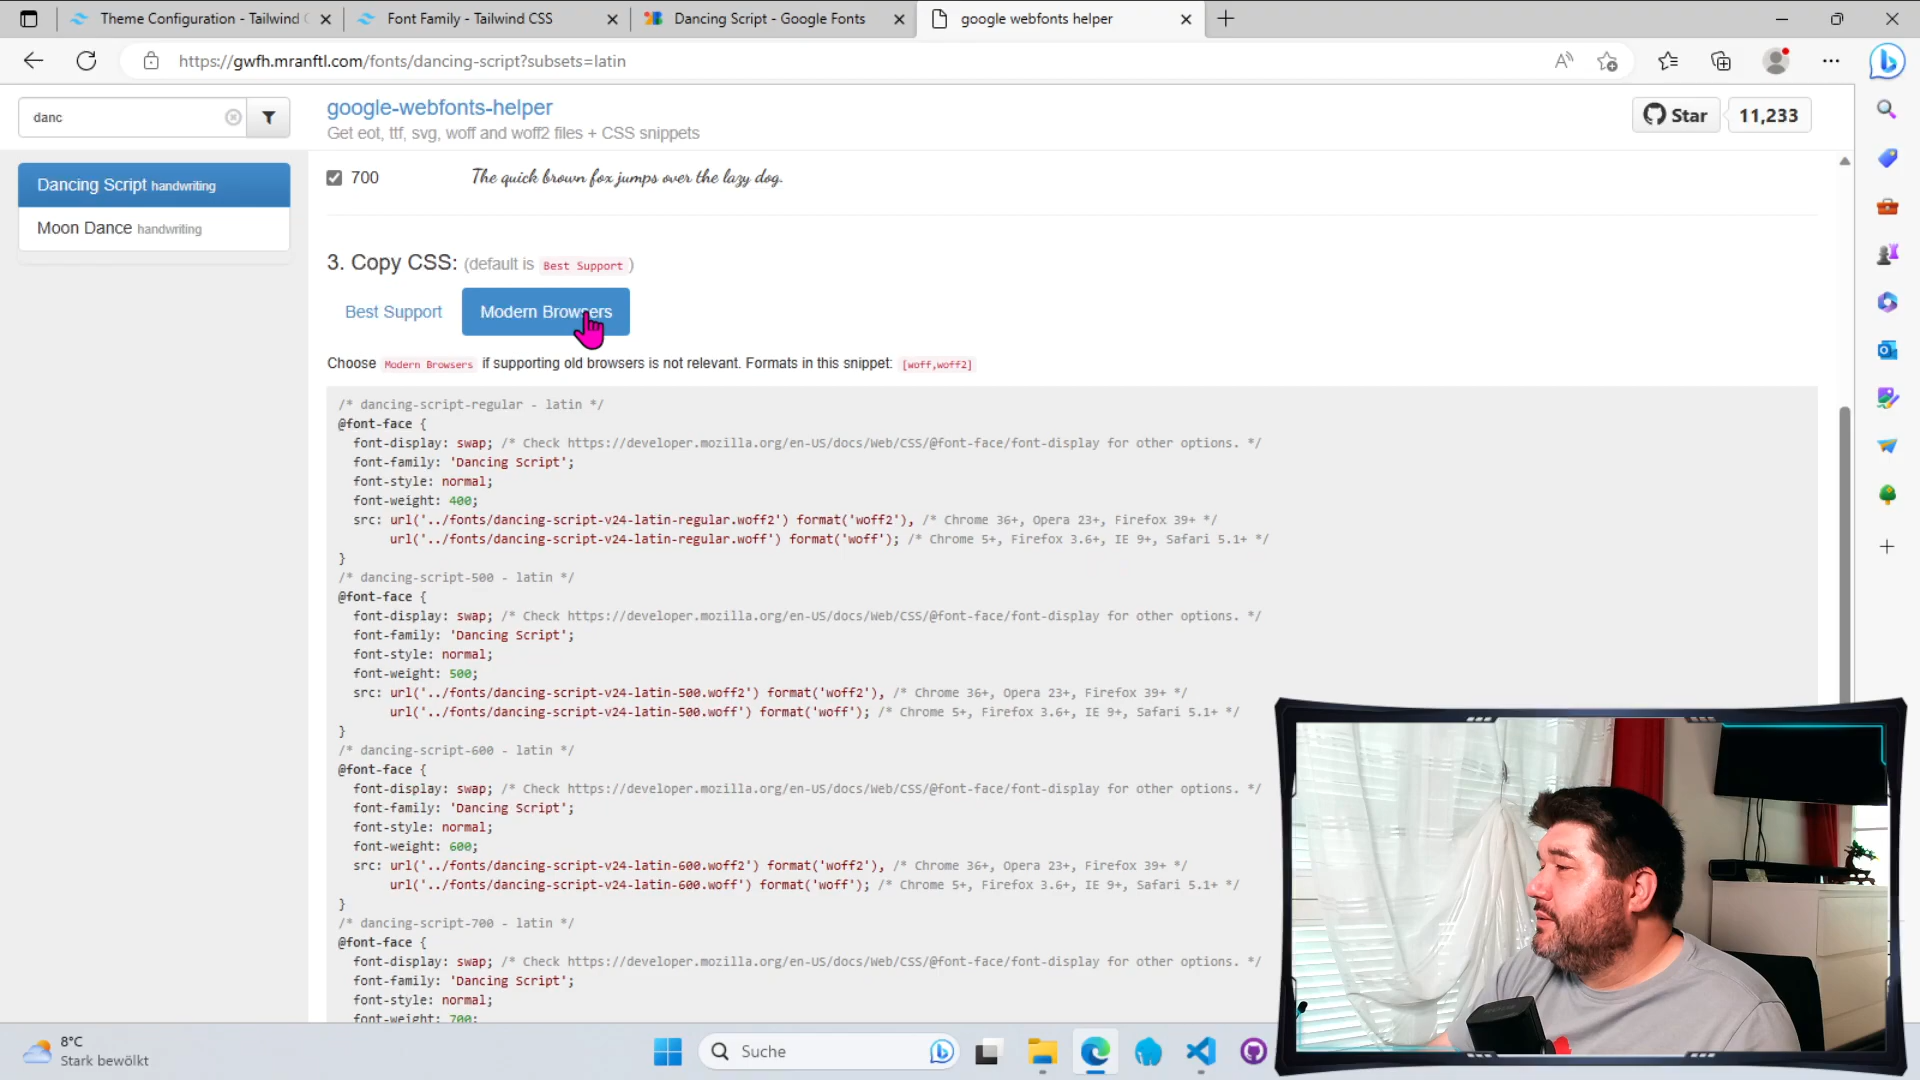 Theme Configuration - Tailwind C
Font Family - Tailwind CSS
Dancing Script - Google Fonts
google webfonts helper
https://gwfh.mranftl.com/fonts/dancing-script?subsets=latin
danc
google-webfonts-helper
Get eot, ttf, svg, woff and woff2 files + CSS snippets
Star
11,233
Dancing Script handwriting
Moon Dance handwriting
700
The quick brown fox jumps over the lazy dog.
3. Copy CSS: (default is Best Support )
Best Support
Modern Browsers
Choose Modern Browsers if supporting old browsers is not relevant. Formats in this snippet: [woff,woff2]
/* dancing-script-regular - latin */
@font-face {
font-display: swap; /* Check https://developer.mozilla.org/en-US/docs/Web/CSS/@font-face/font-display for other options. */
font-family: 'Dancing Script';
font-style: normal;
font-weight: 400;
src: url('../fonts/dancing-script-v24-latin-regular.woff2') format('woff2'), /* Chrome 36+, Opera 23+, Firefox 39+ */
url('../fonts/dancing-script-v24-latin-regular.woff') format('woff'); /* Chrome 5+, Firefox 3.6+, IE 9+, Safari 5.1+ */
}
/* dancing-script-500 - latin */
@font-face {
font-display: swap; /* Check https://developer.mozilla.org/en-US/docs/Web/CSS/@font-face/font-display for other options. */
font-family: 'Dancing Script';
font-style: normal;
font-weight: 500;
src: url('../fonts/dancing-script-v24-latin-500.woff2') format('woff2'), /* Chrome 36+, Opera 23+, Firefox 39+ */
url('../fonts/dancing-script-v24-latin-500.woff') format('woff'); /* Chrome 5+, Firefox 3.6+, IE 9+, Safari 5.1+ */
}
/* dancing-script-600 - latin */
@font-face {
font-display: swap; /* Check https://developer.mozilla.org/en-US/docs/Web/CSS/@font-face/font-display for other options. */
font-family: 'Dancing Script';
font-style: normal;
font-weight: 600;
src: url('../fonts/dancing-script-v24-latin-600.woff2') format('woff2'), /* Chrome 36+, Opera 23+, Firefox 39+ */
url('../fonts/dancing-script-v24-latin-600.woff') format('woff'); /* Chrome 5+, Firefox 3.6+, IE 9+, Safari 5.1+ */
}
/* dancing-script-700 - latin */
@font-face {
font-display: swap; /* Check https://developer.mozilla.org/en-US/docs/Web/CSS/@font-face/font-display for other options. */
font-family: 'Dancing Script';
font-style: normal;
font-weight: 700;
8°C
Stark bewölkt
Suche